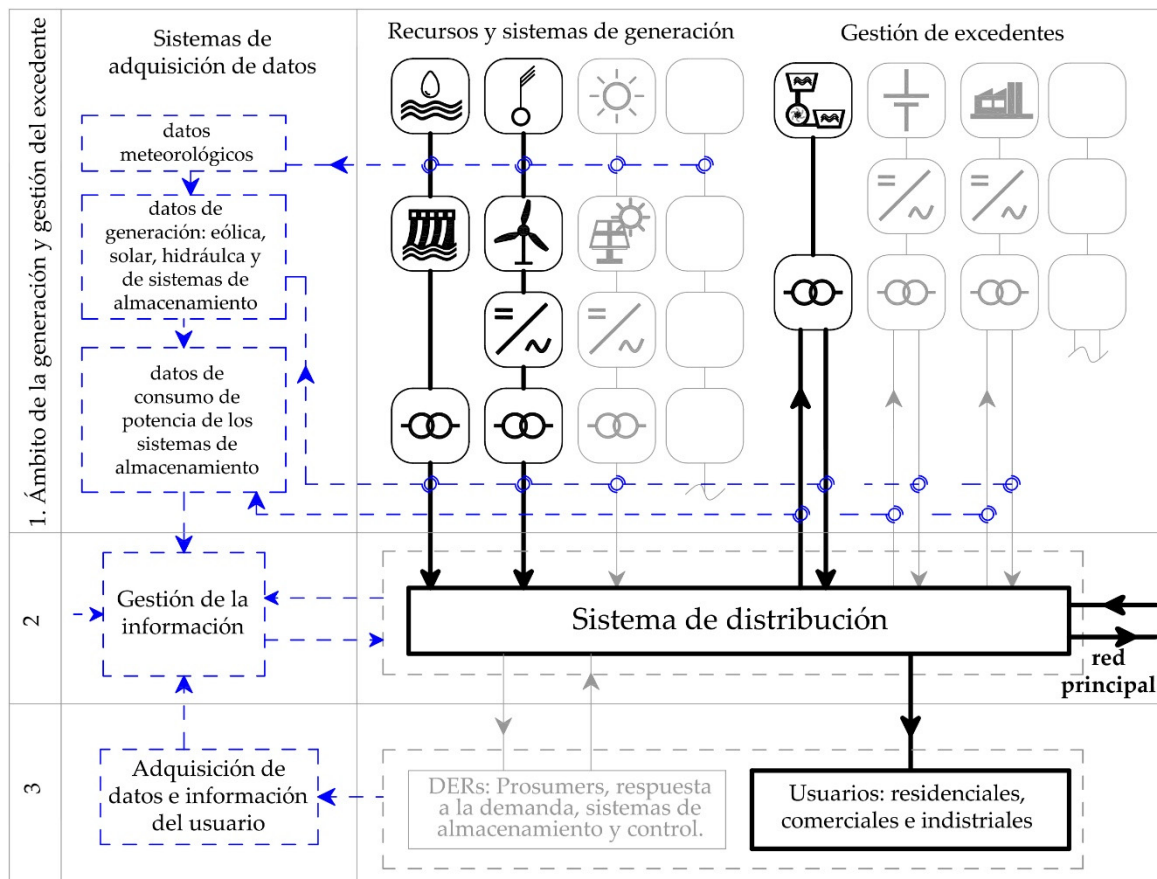 1. Ámbito de la generación y gestión del excedente
Sistemas de
adquisición de datos
Recursos y sistemas de generación
Gestión de excedentes
datos
meteorológicos
datos de
generación: eólica,
solar, hidráulca y
de sistemas de
almacenamiento
datos de
consumo de
potencia de los
sistemas de
almacenamiento
2
Gestión de la
información
Sistema de distribución
red
principal
3
Adquisición de
datos e información
del usuario
DERs: Prosumers, respuesta
a la demanda, sistemas de
almacenamiento y control.
Usuarios: residenciales,
comerciales e indistriales